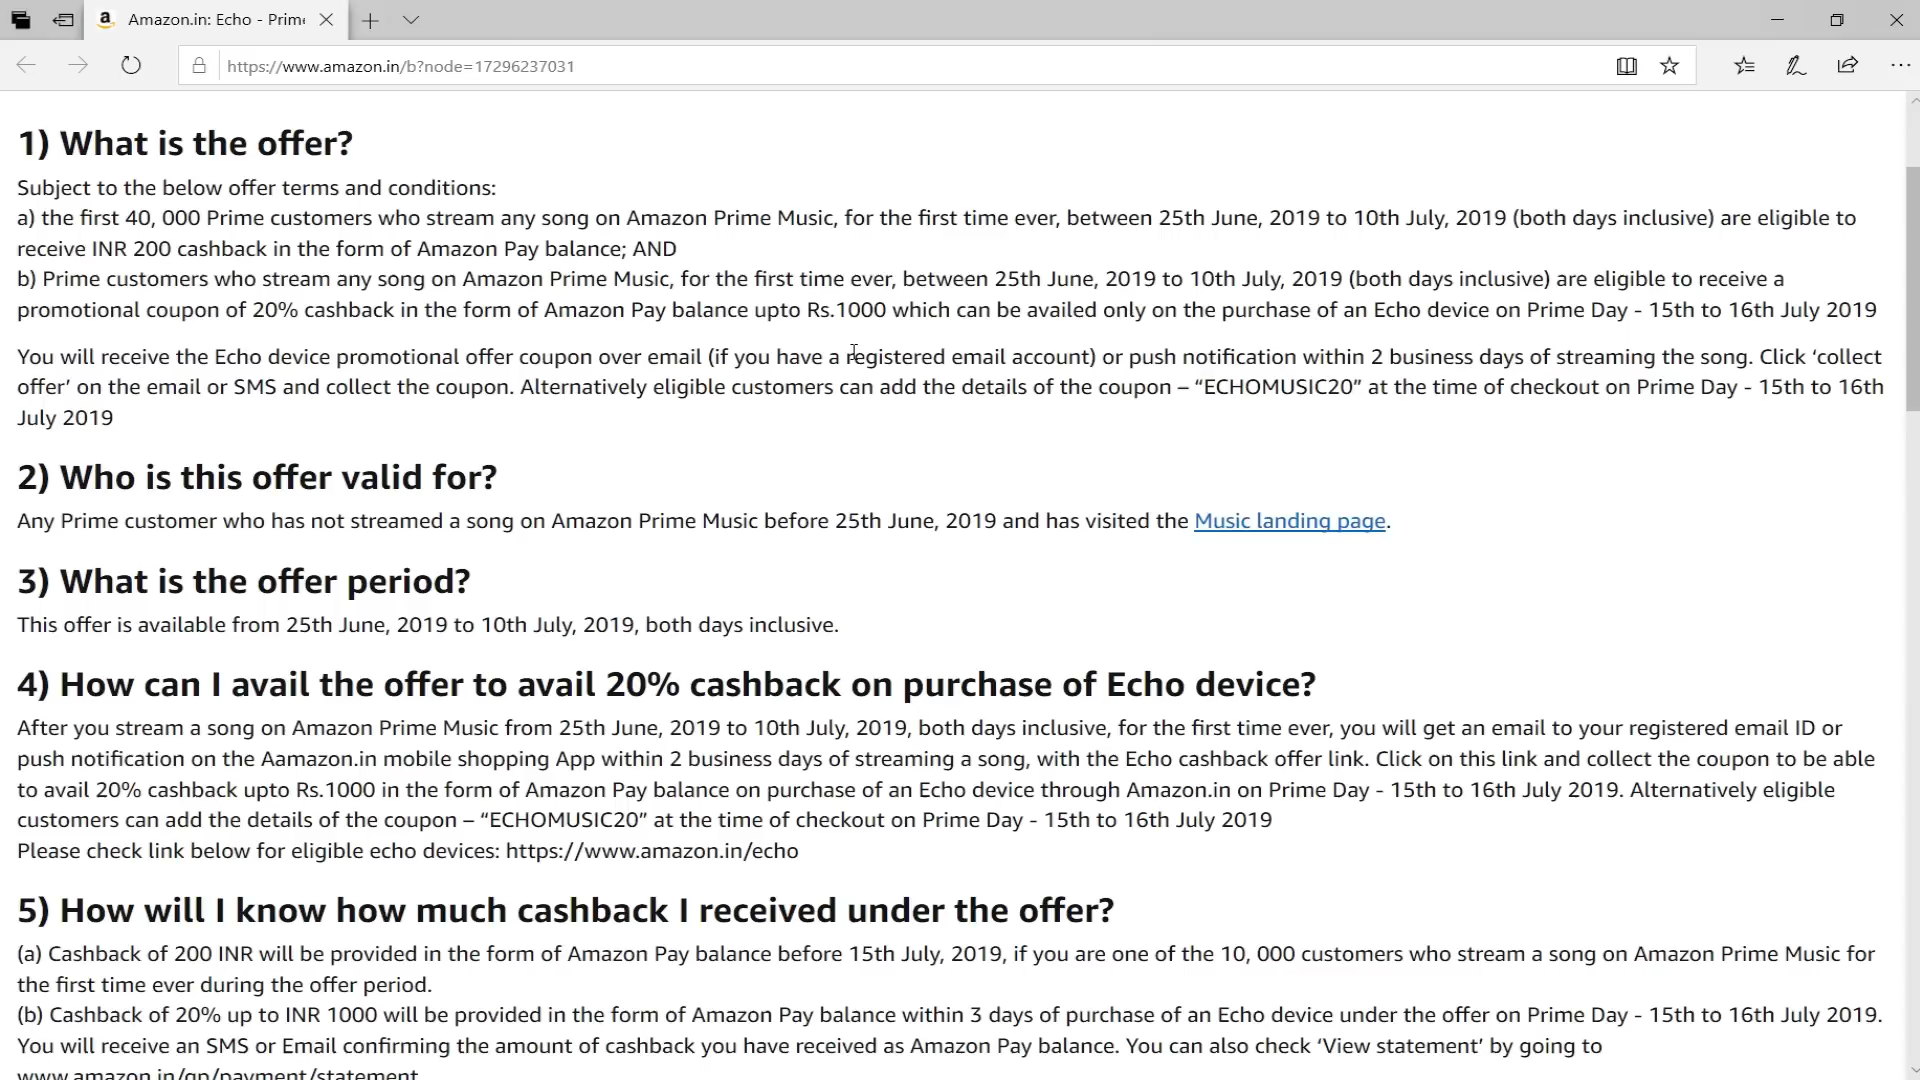 Amazon.in: Echo - Prime
https://www.amazon.in/b?node=17296237031
1) What is the offer?
Subject to the below offer terms and conditions:
a) the first 40, 000 Prime customers who stream any song on Amazon Prime Music, for the first time ever, between 25th June, 2019 to 10th July, 2019 (both days inclusive) are eligible to
receive INR 200 cashback in the form of Amazon Pay balance; AND
b) Prime customers who stream any song on Amazon Prime Music, for the first time ever, between 25th June, 2019 to 10th July, 2019 (both days inclusive) are eligible to receive a
promotional coupon of 20% cashback in the form of Amazon Pay balance upto Rs.1000 which can be availed only on the purchase of an Echo device on Prime Day - 15th to 16th July 2019
You will receive the Echo device promotional offer coupon over email (if you have a registered email account) or push notification within 2 business days of streaming the song. Click ‘collect
offer’ on the email or SMS and collect the coupon. Alternatively eligible customers can add the details of the coupon – “ECHOMUSIC20” at the time of checkout on Prime Day - 15th to 16th
July 2019
2) Who is this offer valid for?
Any Prime customer who has not streamed a song on Amazon Prime Music before 25th June, 2019 and has visited the Music landing page.
3) What is the offer period?
This offer is available from 25th June, 2019 to 10th July, 2019, both days inclusive.
4) How can I avail the offer to avail 20% cashback on purchase of Echo device?
After you stream a song on Amazon Prime Music from 25th June, 2019 to 10th July, 2019, both days inclusive, for the first time ever, you will get an email to your registered email ID or
push notification on the Aamazon.in mobile shopping App within 2 business days of streaming a song, with the Echo cashback offer link. Click on this link and collect the coupon to be able
to avail 20% cashback upto Rs.1000 in the form of Amazon Pay balance on purchase of an Echo device through Amazon.in on Prime Day - 15th to 16th July 2019. Alternatively eligible
customers can add the details of the coupon – “ECHOMUSIC20” at the time of checkout on Prime Day - 15th to 16th July 2019
Please check link below for eligible echo devices: https://www.amazon.in/echo
5) How will I know how much cashback I received under the offer?
(a) Cashback of 200 INR will be provided in the form of Amazon Pay balance before 15th July, 2019, if you are one of the 10, 000 customers who stream a song on Amazon Prime Music for
the first time ever during the offer period.
(b) Cashback of 20% up to INR 1000 will be provided in the form of Amazon Pay balance within 3 days of purchase of an Echo device under the offer on Prime Day - 15th to 16th July 2019.
You will receive an SMS or Email confirming the amount of cashback you have received as Amazon Pay balance. You can also check ‘View statement’ by going to
www.amazon.in/gp/payment/statement